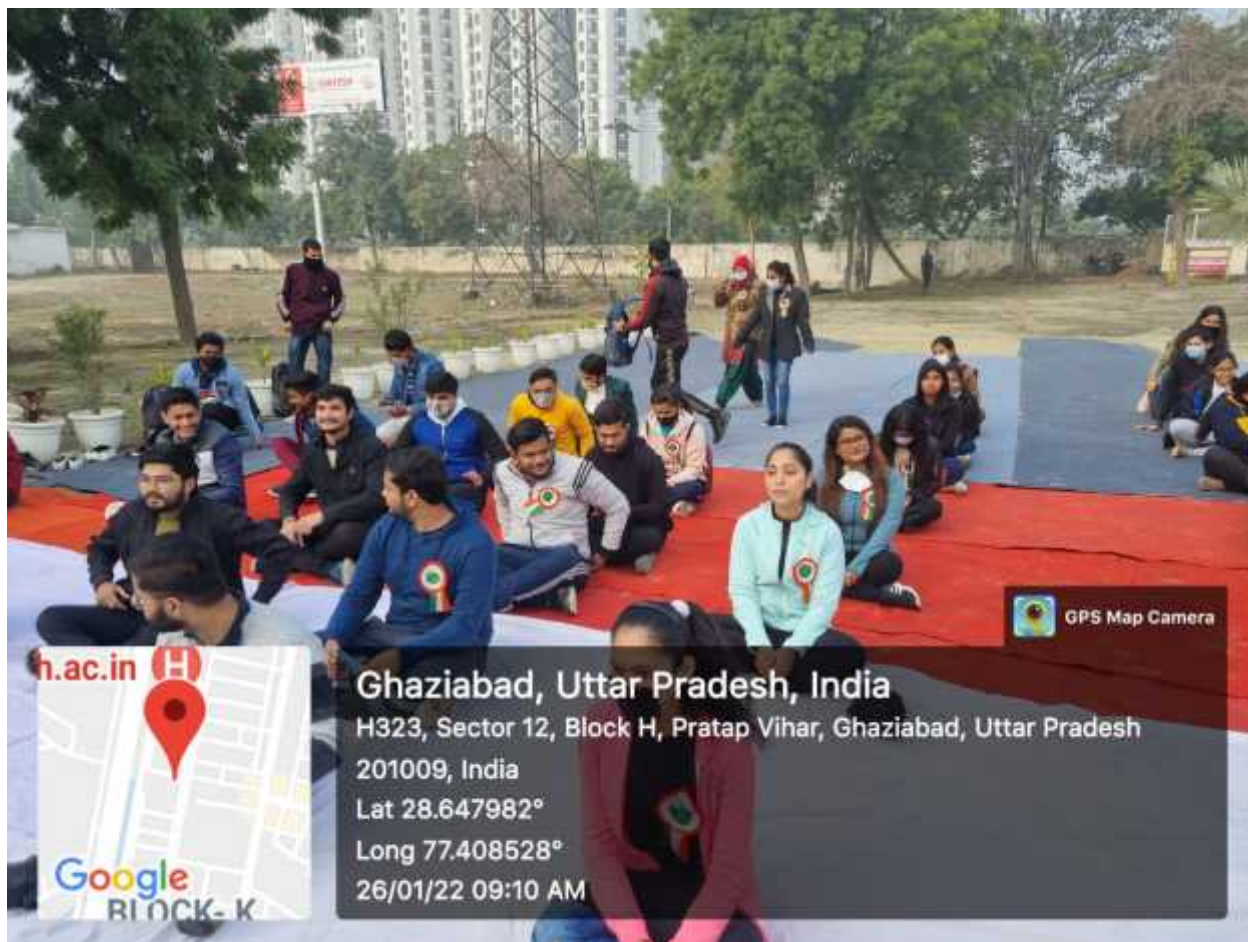 GPS Map Camera
h.ac.in H
Google
BLOCK- K
Ghaziabad, Uttar Pradesh, India
H323, Sector 12, Block H, Pratap Vihar, Ghaziabad, Uttar Pradesh
201009, India
Lat 28.647982°
Long 77.408528°
26/01/22 09:10 AM